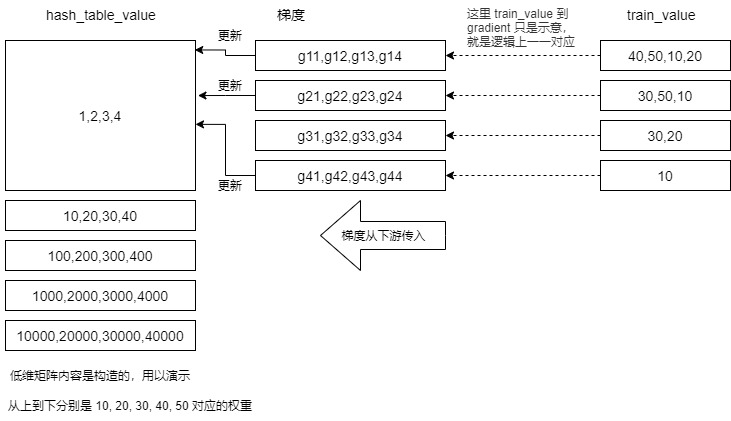 hash_table_value
梯度
这里 train_value 到
gradient 只是示意，
就是逻辑上一一对应
train_value
更新
g11,g12,g13,g14
40,50,10,20
更新
g21,g22,g23,g24
30,50,10
1,2,3,4
g31,g32,g33,g34
30,20
g41,g42,g43,g44
10
更新
10,20,30,40
梯度从下游传入
100,200,300,400
1000,2000,3000,4000
10000,20000,30000,40000
低维矩阵内容是构造的，用以演示
从上到下分别是 10, 20, 30, 40, 50 对应的权重